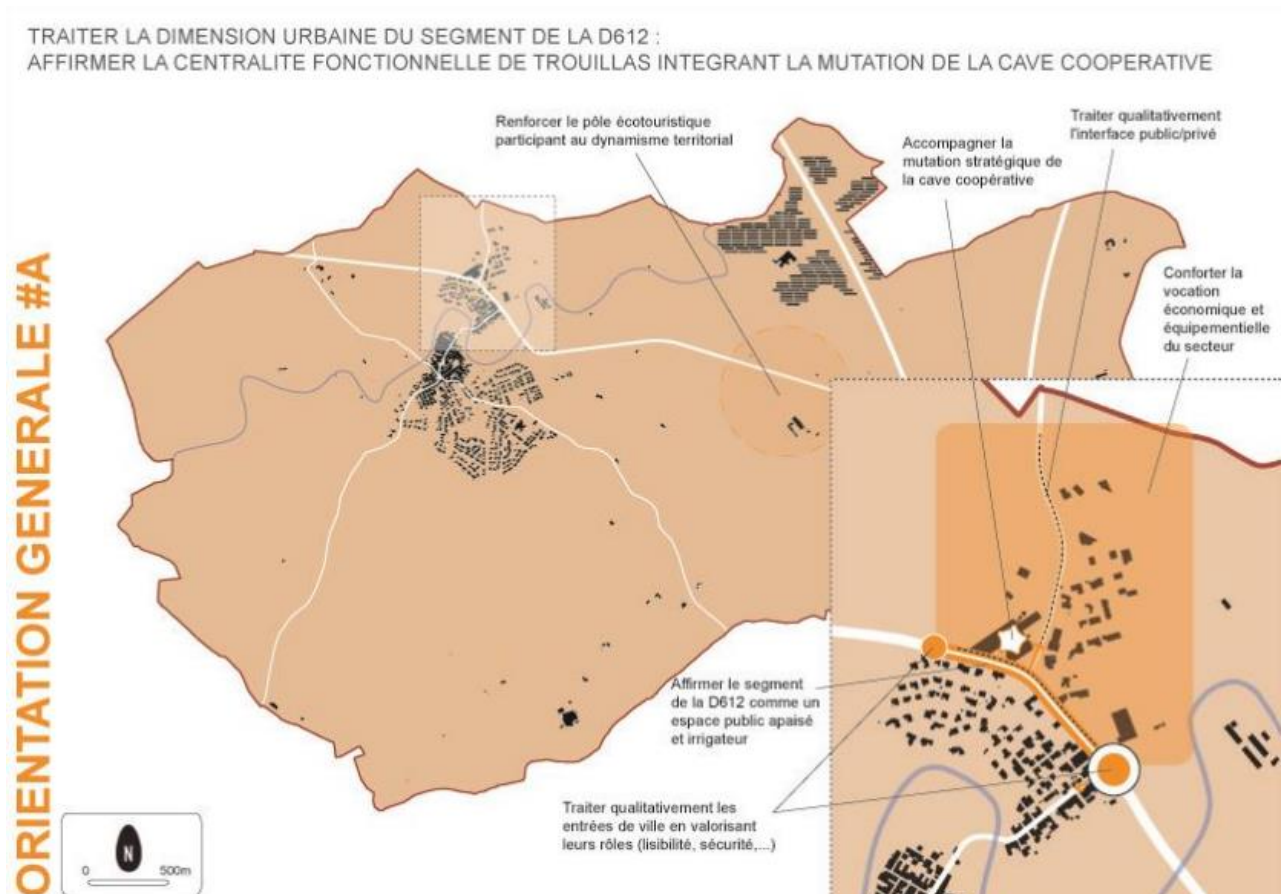 TRAITER LA DIMENSION URBAINE DU SEGMENT DE LA D612 :
AFFIRMER LA CENTRALITE FONCTIONNELLE DE TROUILLAS INTEGRANT LA MUTATION DE LA CAVE COOPERATIVE
ORIENTATION GENERALE #A
Renforcer le pôle écotouristique
participant au dynamisme territorial
Accompagner la
mutation stratégique de
la cave coopérative
Traiter qualitativement
l'interface public/privé
Conforter la
vocation
économique et
équipementielle
du secteur
Affirmer le segment
de la D612 comme un
espace public apaisé
et irrigateur
Traiter qualitativement les
entrées de ville en valorisant
leurs rôles (lisibilité, sécurité,...)
N
0 500m